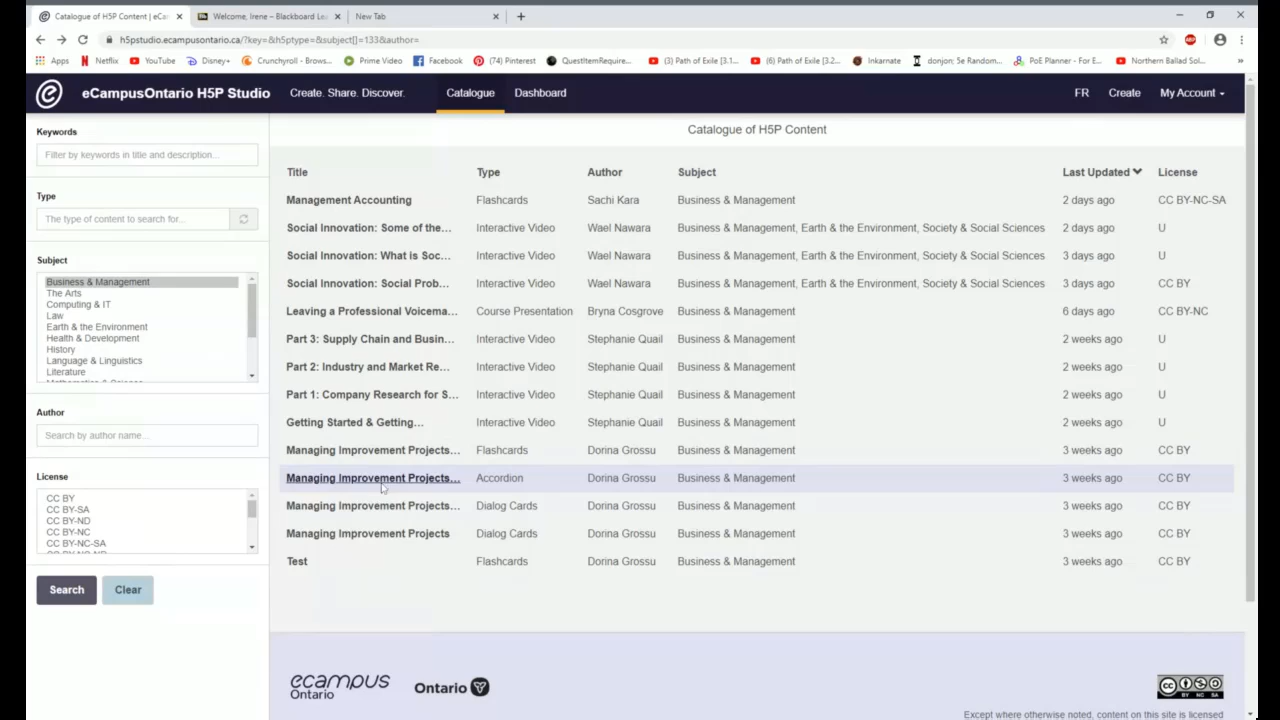 Catalogue of H5P Content | eCam
Welcome, Irene – Blackboard Lea
New Tab
h5pstudio.ecampusontario.ca/?key=&h5ptype=&subject[]=133&author=
Apps
Netflix
YouTube
Disney+
Crunchyroll - Brows...
Prime Video
Facebook
(74) Pinterest
QuestItemRequire...
(3) Path of Exile [3.1...
(6) Path of Exile [3.2...
Inkarnate
donjon; 5e Random...
PoE Planner - For E...
Northern Ballad Sol...
»
eCampusOntario H5P Studio
Create. Share. Discover.
Catalogue
Dashboard
FR
Create
My Account
Keywords
Filter by keywords in title and description...
Type
The type of content to search for...
Subject
Business & Management
The Arts
Computing & IT
Law
Earth & the Environment
Health & Development
History
Language & Linguistics
Literature
Mathematics & Science
Author
Search by author name...
License
CC BY
CC BY-SA
CC BY-ND
CC BY-NC
CC BY-NC-SA
CC BY-NC-ND
Search
Clear
Catalogue of H5P Content
Title Type Author Subject Last Updated License
Management Accounting Flashcards Sachi Kara Business & Management 2 days ago CC BY-NC-SA
Social Innovation: Some of the... Interactive Video Wael Nawara Business & Management, Earth & the Environment, Society & Social Sciences 2 days ago U
Social Innovation: What is Soc... Interactive Video Wael Nawara Business & Management, Earth & the Environment, Society & Social Sciences 3 days ago U
Social Innovation: Social Prob... Interactive Video Wael Nawara Business & Management, Earth & the Environment, Society & Social Sciences 3 days ago CC BY
Leaving a Professional Voicema... Course Presentation Bryna Cosgrove Business & Management 6 days ago CC BY-NC
Part 3: Supply Chain and Busin... Interactive Video Stephanie Quail Business & Management 2 weeks ago U
Part 2: Industry and Market Re... Interactive Video Stephanie Quail Business & Management 2 weeks ago U
Part 1: Company Research for S... Interactive Video Stephanie Quail Business & Management 2 weeks ago U
Getting Started & Getting... Interactive Video Stephanie Quail Business & Management 2 weeks ago U
Managing Improvement Projects... Flashcards Dorina Grossu Business & Management 3 weeks ago CC BY
Managing Improvement Projects... Accordion Dorina Grossu Business & Management 3 weeks ago CC BY
Managing Improvement Projects... Dialog Cards Dorina Grossu Business & Management 3 weeks ago CC BY
Managing Improvement Projects Dialog Cards Dorina Grossu Business & Management 3 weeks ago CC BY
Test Flashcards Dorina Grossu Business & Management 3 weeks ago CC BY
ecampus
Ontario
Ontario
cc
BY NC SA
Except where otherwise noted, content on this site is licensed